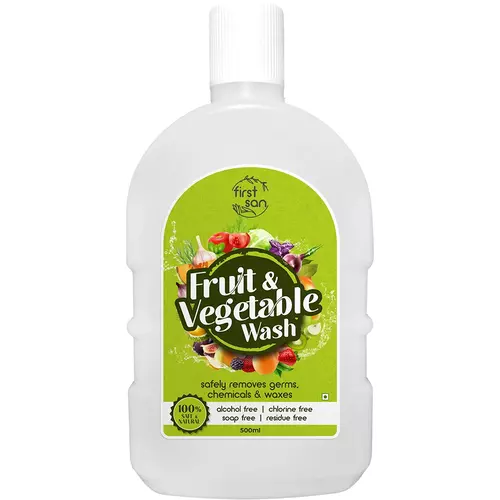 first
san
Fruit &
Vegetable
Wash
safely removes germs,
chemicals & waxes
100%
SAFE &
NATURAL
alcohol free | chlorine free
soap free | residue free
500ml